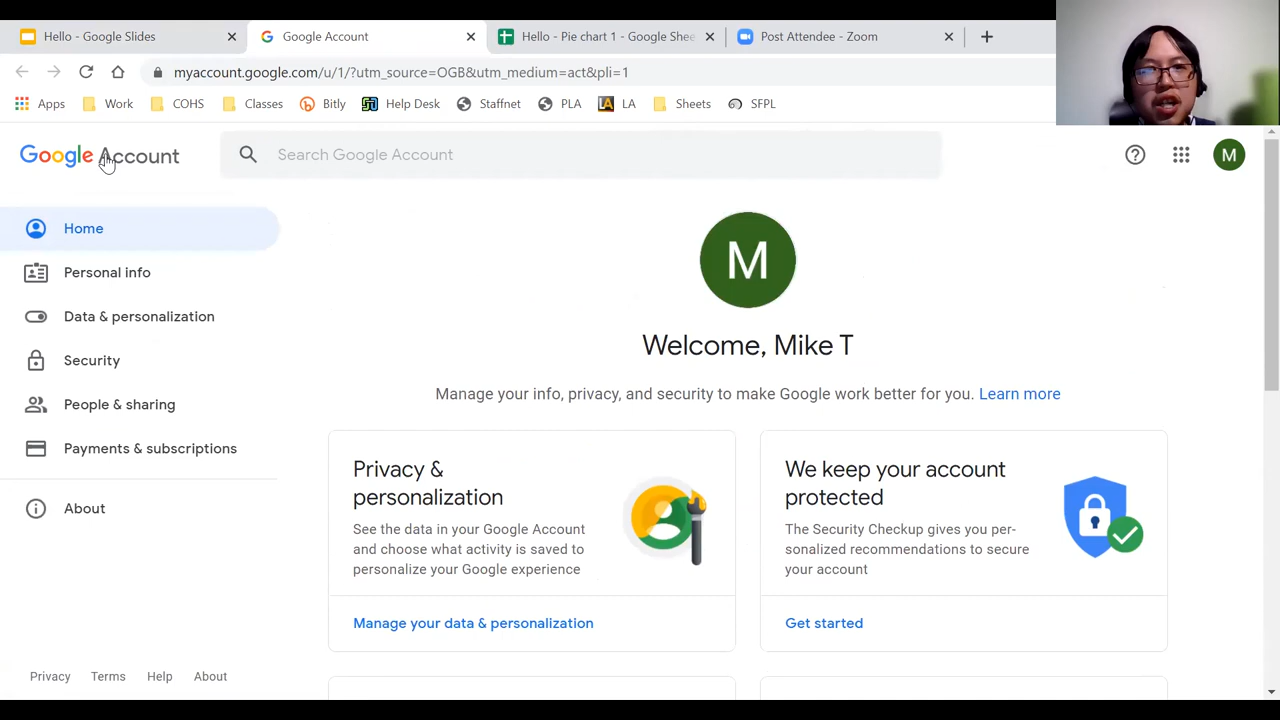 Hello - Google Slides
Google Account
Hello - Pie chart 1 - Google Shee
Post Attendee - Zoom
myaccount.google.com/u/1/?utm_source=OGB&utm_medium=act&pli=1
Apps Work COHS Classes Bitly Help Desk Staffnet PLA LA Sheets SFPL
Google Account
Search Google Account
M
Home
Personal info
Data & personalization
Security
People & sharing
Payments & subscriptions
About
M
Welcome, Mike T
Manage your info, privacy, and security to make Google work better for you. Learn more
Privacy &
personalization
See the data in your Google Account
and choose what activity is saved to
personalize your Google experience
Manage your data & personalization
We keep your account
protected
The Security Checkup gives you per-
sonalized recommendations to secure
your account
Get started
Privacy Terms Help About